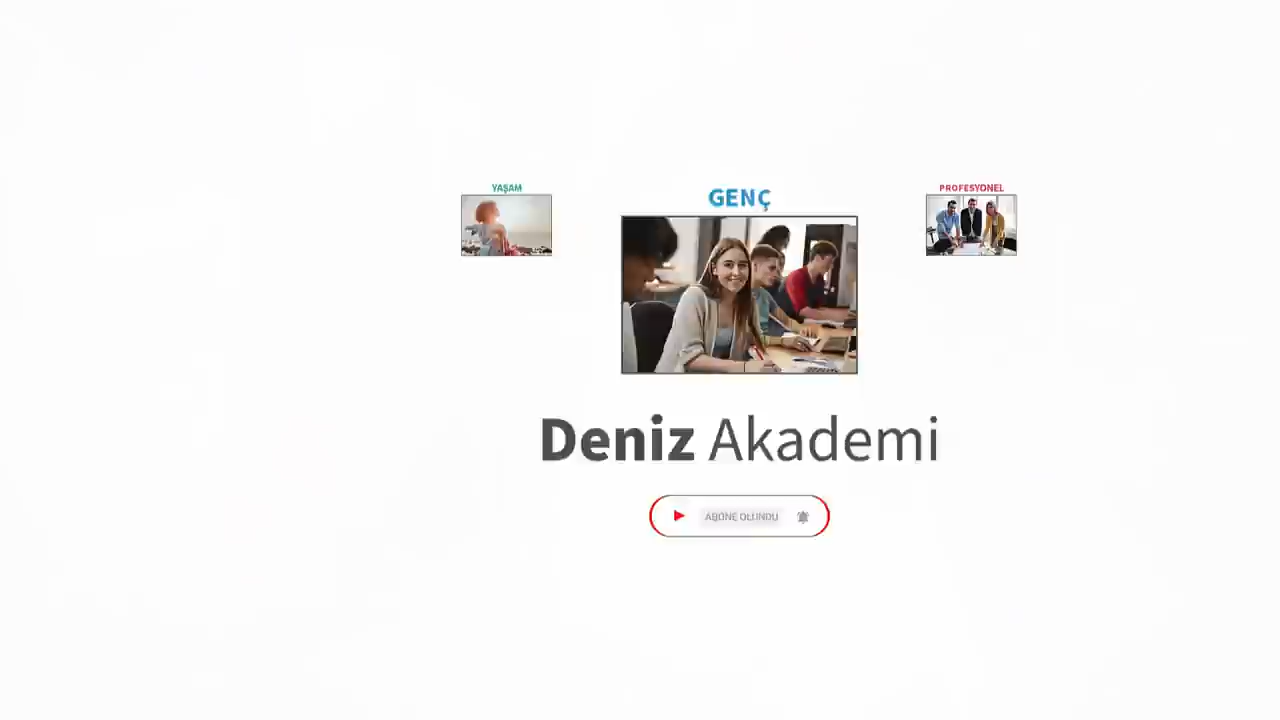 YAŞAM
GENÇ
PROFESYONEL
Deniz Akademi
ABONE OLUNDU